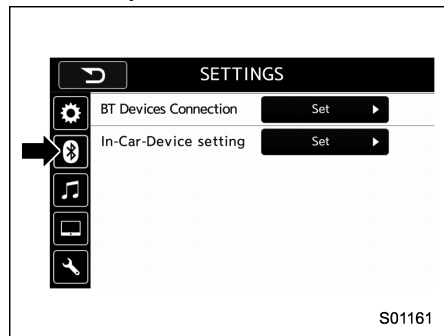 SETTINGS
BT Devices Connection Set
In-Car-Device setting Set
S01161